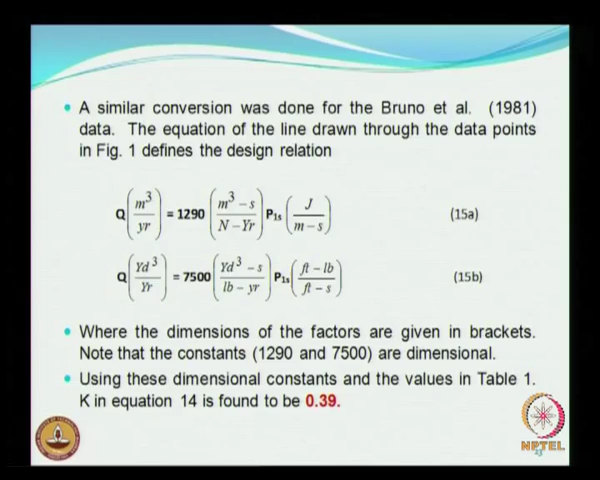 • A similar conversion was done for the Bruno et al. (1981)
data. The equation of the line drawn through the data points
in Fig. 1 defines the design relation
Q(m³/yr) = 1290 (m³–s/N–Yr) P₁ₛ (J/m–s) (15a)
Q(Yd³/Yr) = 7500 (Yd³–s/lb–yr) P₁ₛ (ft–lb/ft–s) (15b)
• Where the dimensions of the factors are given in brackets.
Note that the constants (1290 and 7500) are dimensional.
• Using these dimensional constants and the values in Table 1.
K in equation 14 is found to be 0.39.
NPTEL